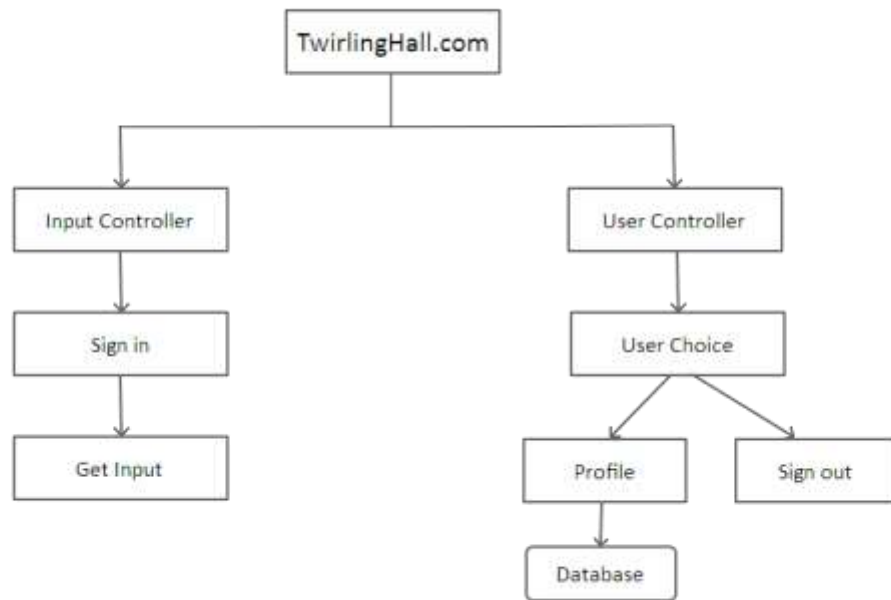 TwirlingHall.com
Input Controller
User Controller
Sign in
User Choice
Get Input
Profile
Sign out
Database